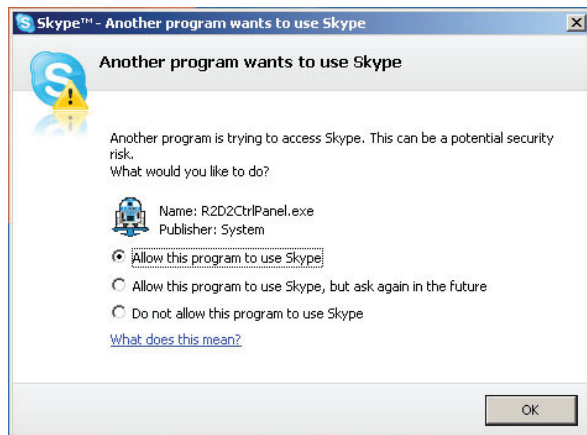 Skype™ - Another program wants to use Skype
Another program wants to use Skype
Another program is trying to access Skype. This can be a potential security
risk.
What would you like to do?
Name: R2D2CtrlPanel.exe
Publisher: System
Allow this program to use Skype
Allow this program to use Skype, but ask again in the future
Do not allow this program to use Skype
What does this mean?
OK